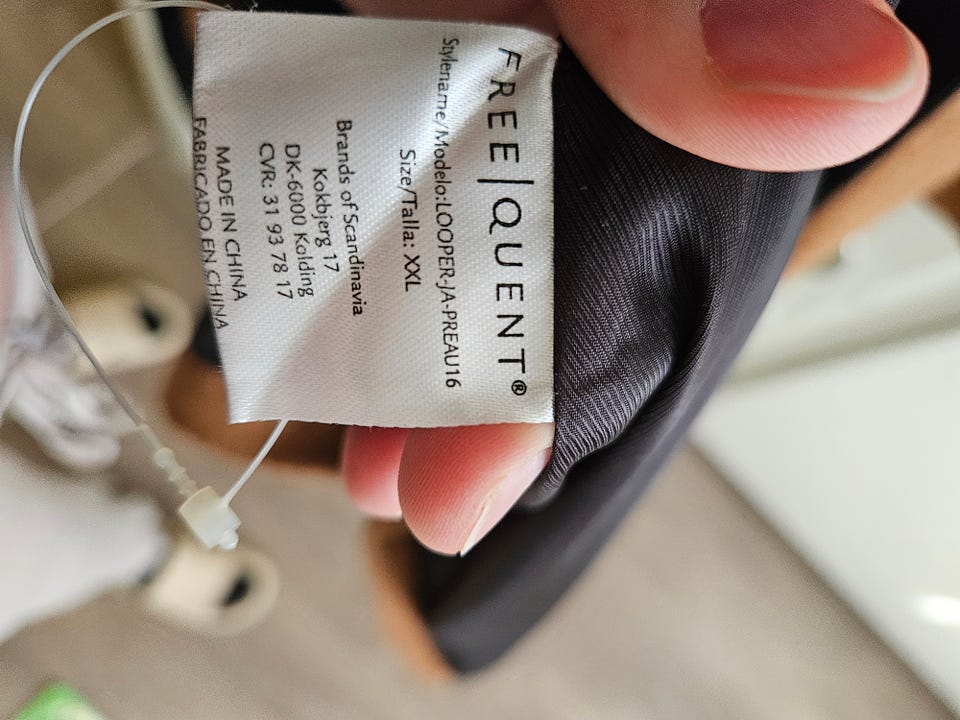 FREE|QUENT®
Stylename/Modelo:LOOPER-JA-PREAU16
Size/Talla: XXL
Brands of Scandinavia
Kokbjerg 17
DK-6000 Kolding
CVR: 31 93 78 17
MADE IN CHINA
FABRICADO EN CHINA